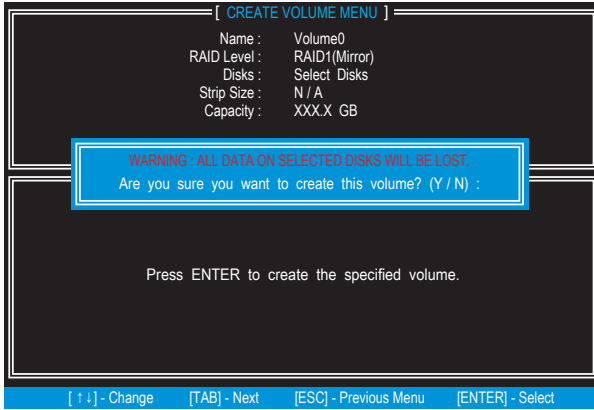 [ CREATE VOLUME MENU ]
Name : Volume0
RAID Level : RAID1(Mirror)
Disks : Select Disks
Strip Size : N / A
Capacity : XXX.X GB
WARNING : ALL DATA ON SELECTED DISKS WILL BE LOST.
Are you sure you want to create this volume? (Y / N) :
Press ENTER to create the specified volume.
[ ↑↓] - Change [TAB] - Next [ESC] - Previous Menu [ENTER] - Select